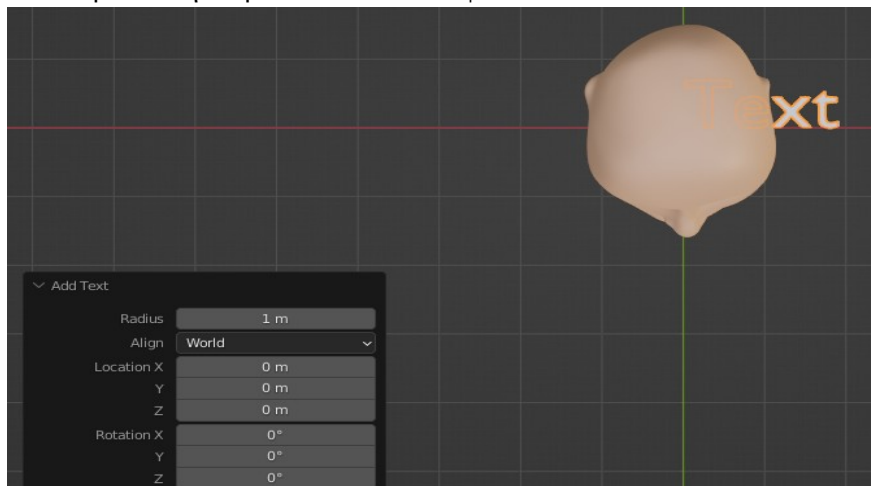 Text
Add Text
Radius 1 m
Align World
Location X 0 m
Y 0 m
Z 0 m
Rotation X 0°
Y 0°
Z 0°